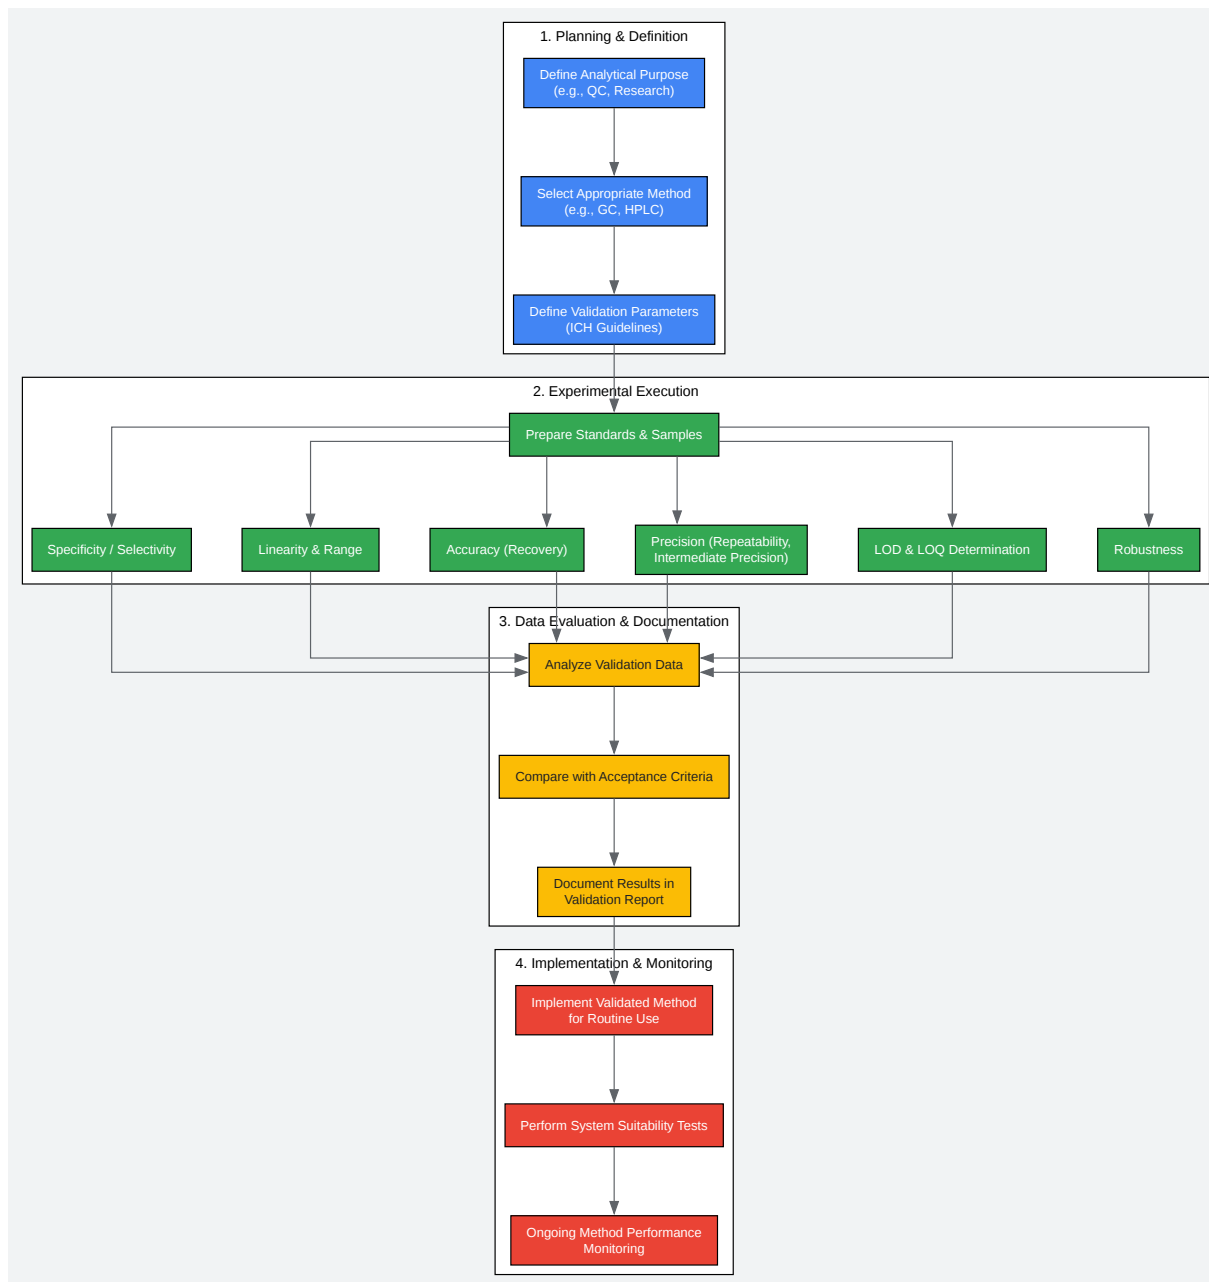 1. Planning & Definition
Define Analytical Purpose
(e.g., QC, Research)
Select Appropriate Method
(e.g., GC, HPLC)
Define Validation Parameters
(ICH Guidelines)
2. Experimental Execution
Prepare Standards & Samples
Specificity / Selectivity
Linearity & Range
Accuracy (Recovery)
Precision (Repeatability,
Intermediate Precision)
LOD & LOQ Determination
Robustness
3. Data Evaluation & Documentation
Analyze Validation Data
Compare with Acceptance Criteria
Document Results in
Validation Report
4. Implementation & Monitoring
Implement Validated Method
for Routine Use
Perform System Suitability Tests
Ongoing Method Performance
Monitoring